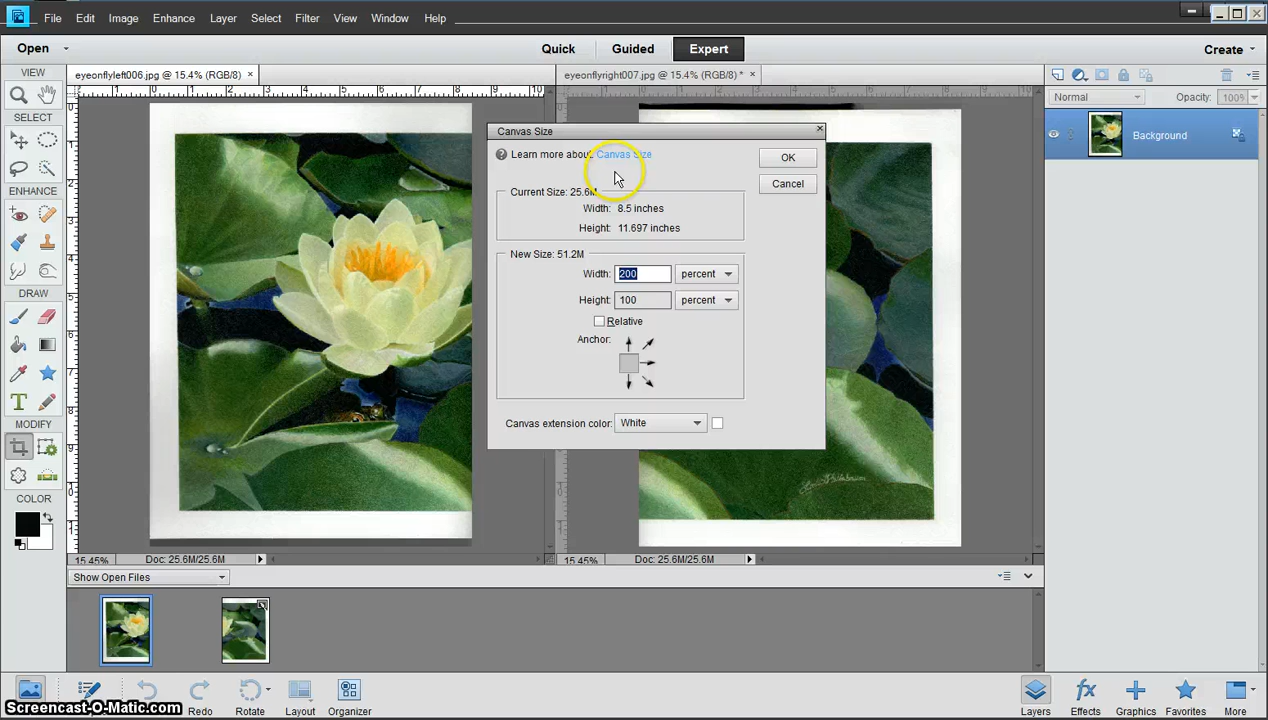 File Edit Image Enhance Layer Select Filter View Window Help
Open Quick Guided Expert Create
VIEW
SELECT
ENHANCE
DRAW
MODIFY
COLOR
eyeonflyleft006.jpg @ 15.4% (RGB/8) ×
eyeonflyright007.jpg @ 15.4% (RGB/8) * ×
Canvas Size
Learn more about Canvas Size
OK
Cancel
Current Size: 25.6M
Width: 8.5 inches
Height: 11.697 inches
New Size: 51.2M
Width: 200 percent
Height: 100 percent
Relative
Anchor:
Canvas extension color: White
15.45% Doc: 25.6M/25.6M
15.45% Doc: 25.6M/25.6M
Show Open Files
Normal Opacity: 100%
Background
Redo Rotate Layout Organizer
Layers Effects Graphics Favorites More
Screencast-O-Matic.com